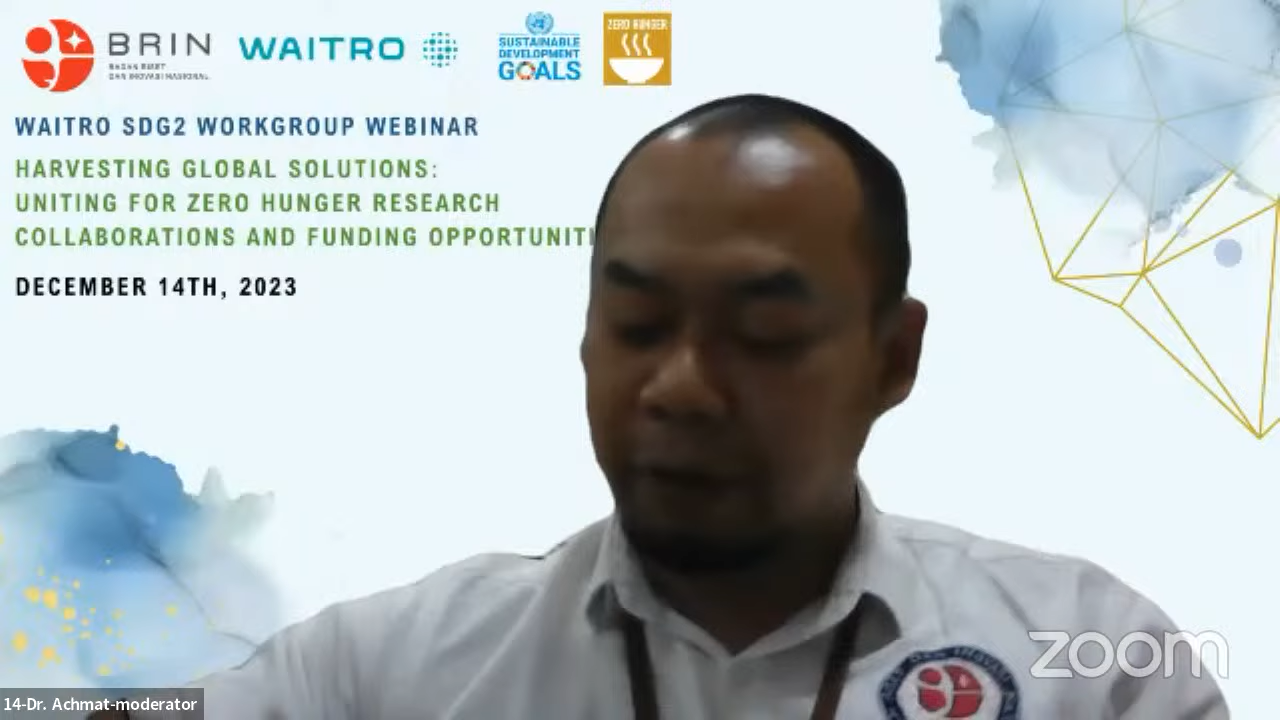 BRIN
BADAN RISET
DAN INOVASI NASIONAL
WAITRO
SUSTAINABLE
DEVELOPMENT
GOALS
ZERO HUNGER
WAITRO SDG2 WORKGROUP WEBINAR
HARVESTING GLOBAL SOLUTIONS:
UNITING FOR ZERO HUNGER RESEARCH
COLLABORATIONS AND FUNDING OPPORTUNITI
DECEMBER 14TH, 2023
zoom
14-Dr. Achmat-moderator